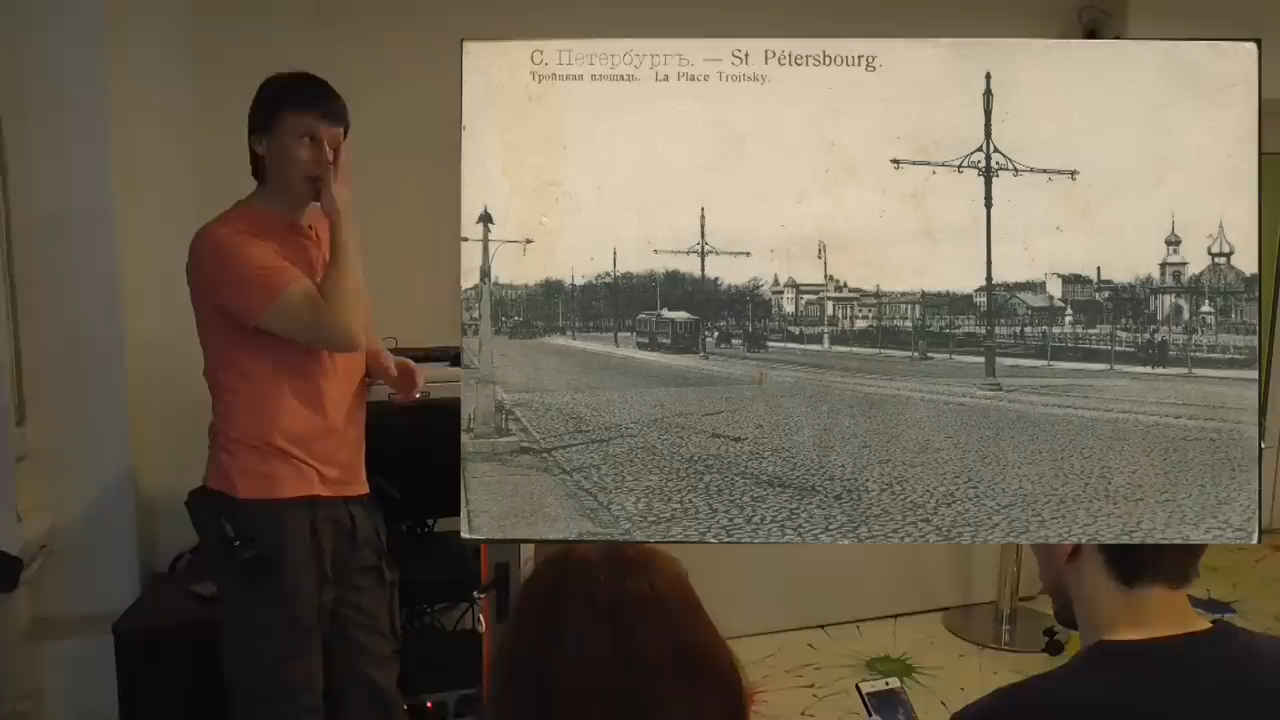 С. Петербургъ. — St. Pétersbourg.
Троицкая площадь. La Place Troitsky.